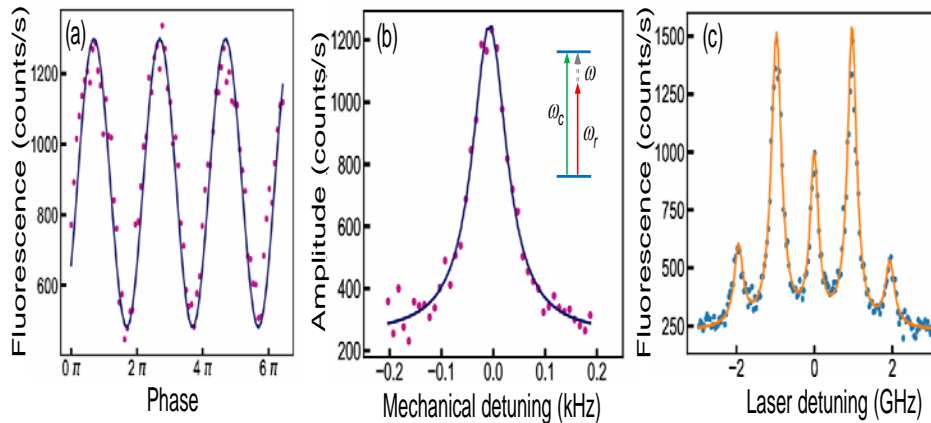 (a)
Fluorescence (counts/s)
1200
1000
800
600
0 π
2 π
4 π
6 π
Phase
(b)
Amplitude (counts/s)
1200
1000
800
600
400
200
−0.2
−0.1
0.0
0.1
0.2
Mechanical detuning (kHz)
ω
ωc
ωr
(c)
Fluorescence (counts/s)
1500
1250
1000
750
500
250
−2
0
2
Laser detuning (GHz)